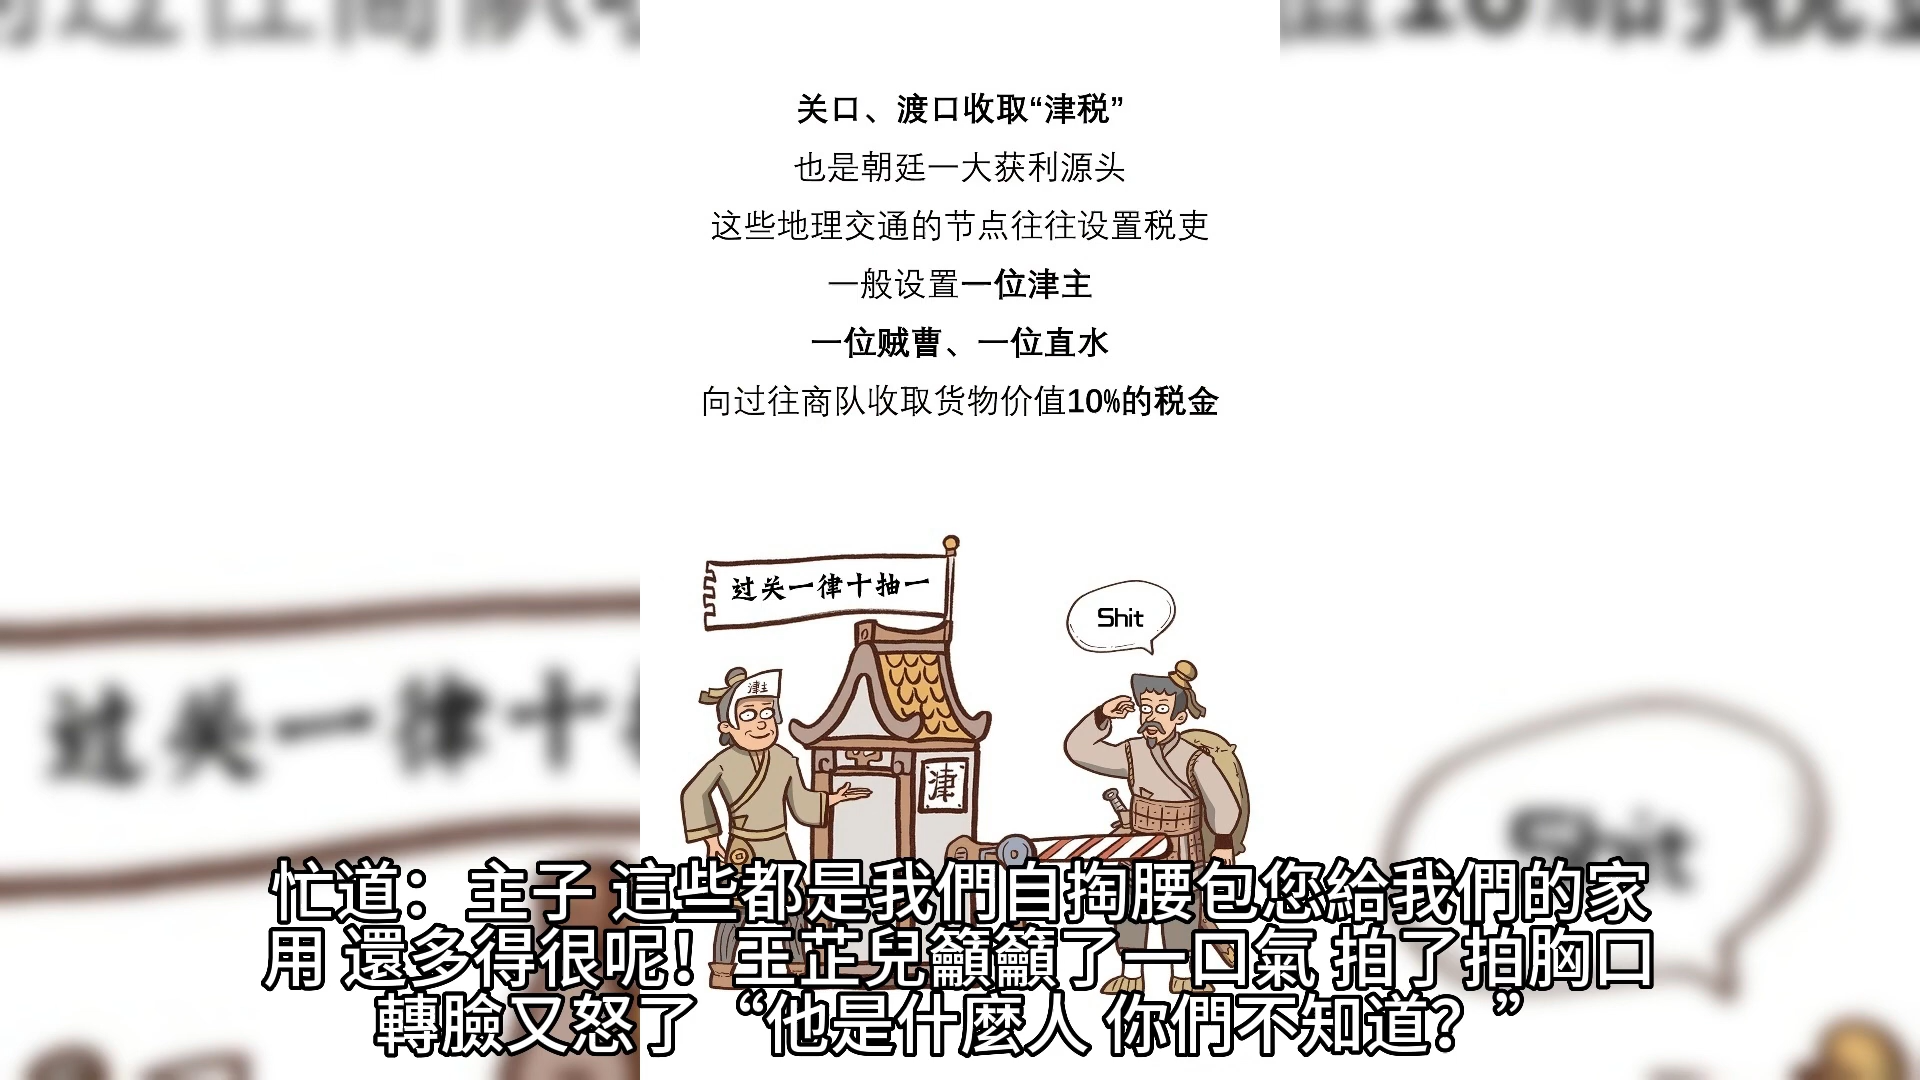 关口、渡口收取“津税”
也是朝廷一大获利源头
这些地理交通的节点往往设置税吏
一般设置一位津主
一位贼曹、一位直水
向过往商队收取货物价值10%的税金
过关一律十抽一
Shit
津主
津
忙道：主子 這些都是我們自掏腰包您給我們的家
用 還多得很呢！王芷兒籲籲了一口氣 拍了拍胸口
轉臉又怒了“他是什麼人 你們不知道？”